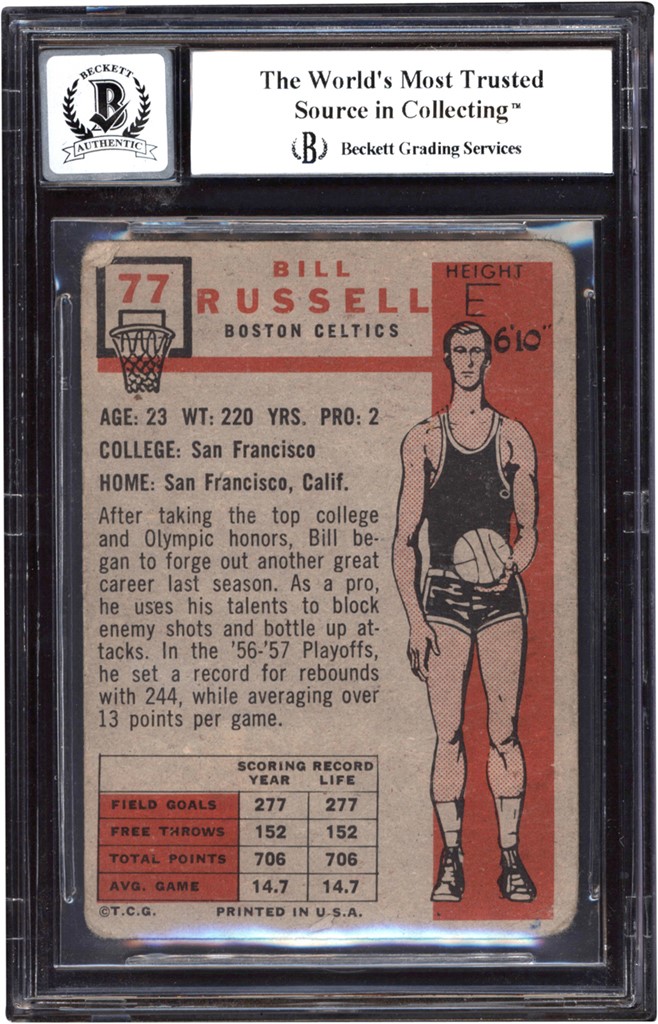 BECKETT
B
AUTHENTIC
The World's Most Trusted
Source in Collecting™
B Beckett Grading Services
77
BILL
RUSSELL
BOSTON CELTICS
HEIGHT
E
6'10"
AGE: 23 WT: 220 YRS. PRO: 2
COLLEGE: San Francisco
HOME: San Francisco, Calif.
After taking the top college
and Olympic honors, Bill be-
gan to forge out another great
career last season. As a pro,
he uses his talents to block
enemy shots and bottle up at-
tacks. In the '56-'57 Playoffs,
he set a record for rebounds
with 244, while averaging over
13 points per game.
SCORING RECORD
YEAR LIFE
FIELD GOALS 277 277
FREE THROWS 152 152
TOTAL POINTS 706 706
AVG. GAME 14.7 14.7
©T.C.G. PRINTED IN U.S.A.